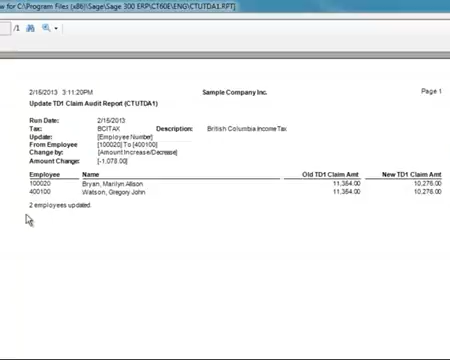 w for C:\Program Files (x86)\Sage\Sage 300 ERP\CT60E\ENG\CTUTDA1.RPT]
/1
2/15/2013 3:11:20PM Sample Company Inc. Page 1
Update TD1 Claim Audit Report (CTUTDA1)
Run Date: 2/15/2013
Tax: BCITAX Description: British Columbia Income Tax
Update: [Employee Number]
From Employee [100020] To [400100]
Change by: [Amount Increase/Decrease]
Amount Change: [-1,078.00]
Employee Name Old TD1 Claim Amt New TD1 Claim Amt
100020 Bryan, Marilyn Allson 11,354.00 10,276.00
400100 Watson, Gregory John 11,354.00 10,276.00
2 employees updated.